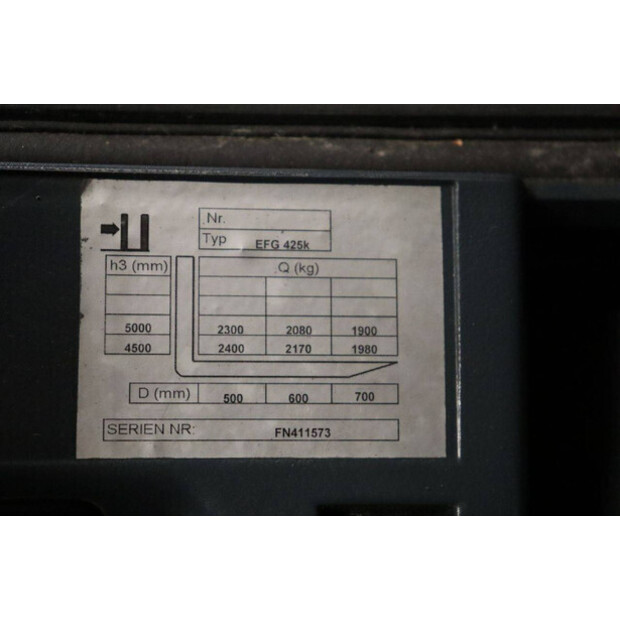 Nr.
Typ EFG 425k
h3 (mm) Q (kg)
5000 2300 2080 1900
4500 2400 2170 1980
D (mm) 500 600 700
SERIEN NR: FN411573